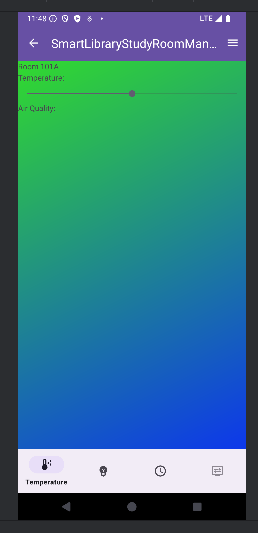 11:48
LTE
SmartLibraryStudyRoomMan...
Room 101A
Temperature:
Air Quality:
Temperature